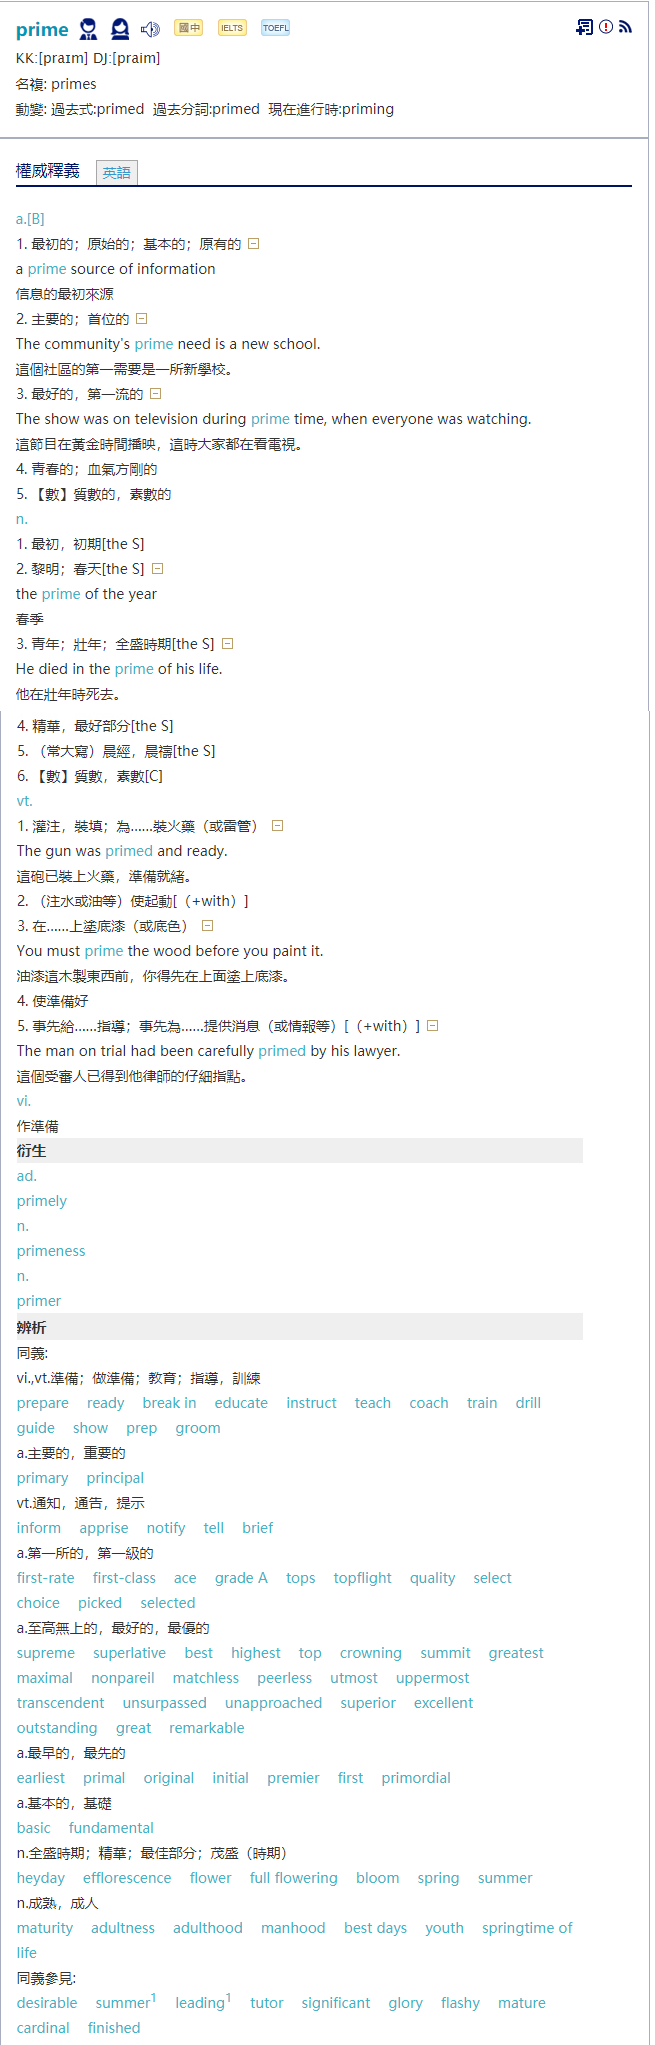 prime 國中 IELTS TOEFL
KK:[praɪm] DJ:[praim]
名複: primes
動變: 過去式:primed 過去分詞:primed 現在進行時:priming
權威釋義 英語
a.[B]
1. 最初的；原始的；基本的；原有的
a prime source of information
信息的最初來源
2. 主要的；首位的
The community's prime need is a new school.
這個社區的第一需要是一所新學校。
3. 最好的，第一流的
The show was on television during prime time, when everyone was watching.
這節目在黃金時間播映，這時大家都在看電視。
4. 青春的；血氣方剛的
5. 【數】質數的，素數的
n.
1. 最初，初期[the S]
2. 黎明；春天[the S]
the prime of the year
春季
3. 青年；壯年；全盛時期[the S]
He died in the prime of his life.
他在壯年時死去。
4. 精華，最好部分[the S]
5. （常大寫）晨經，晨禱[the S]
6. 【數】質數，素數[C]
vt.
1. 灌注，裝填；為……裝火藥（或雷管）
The gun was primed and ready.
這砲已裝上火藥，準備就緒。
2. （注水或油等）使起動[（+with）]
3. 在……上塗底漆（或底色）
You must prime the wood before you paint it.
油漆這木製東西前，你得先在上面塗上底漆。
4. 使準備好
5. 事先給……指導；事先為……提供消息（或情報等）[（+with）]
The man on trial had been carefully primed by his lawyer.
這個受審人已得到他律師的仔細指點。
vi.
作準備
衍生
ad.
primely
n.
primeness
n.
primer
辨析
同義:
vi.,vt.準備；做準備；教育；指導，訓練
prepare ready break in educate instruct teach coach train drill
guide show prep groom
a.主要的，重要的
primary principal
vt.通知，通告，提示
inform apprise notify tell brief
a.第一所的，第一級的
first-rate first-class ace grade A tops topflight quality select
choice picked selected
a.至高無上的，最好的，最優的
supreme superlative best highest top crowning summit greatest
maximal nonpareil matchless peerless utmost uppermost
transcendent unsurpassed unapproached superior excellent
outstanding great remarkable
a.最早的，最先的
earliest primal original initial premier first primordial
a.基本的，基礎
basic fundamental
n.全盛時期；精華；最佳部分；茂盛（時期）
heyday efflorescence flower full flowering bloom spring summer
n.成熟，成人
maturity adultness adulthood manhood best days youth springtime of
life
同義參見:
desirable summer1 leading1 tutor significant glory flashy mature
cardinal finished